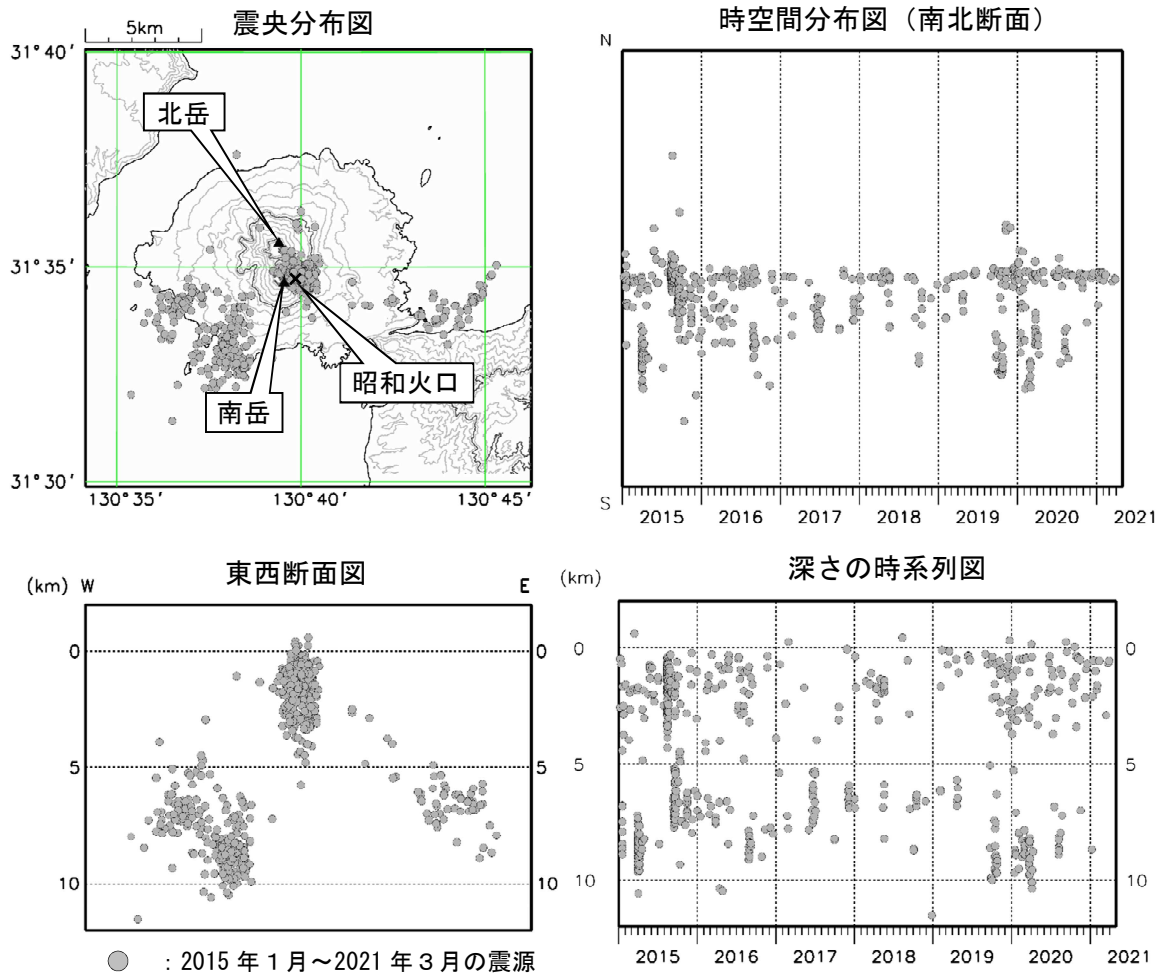 震央分布図
5km
31°40′
31°35′
31°30′
130°35′
130°40′
130°45′
北岳
南岳
昭和火口
時空間分布図（南北断面）
N
S
2015
2016
2017
2018
2019
2020
2021
東西断面図
(km) W
E
0
5
10
0
5
10
深さの時系列図
(km)
0
5
10
2015
2016
2017
2018
2019
2020
2021
：2015 年 1 月～2021 年 3 月の震源